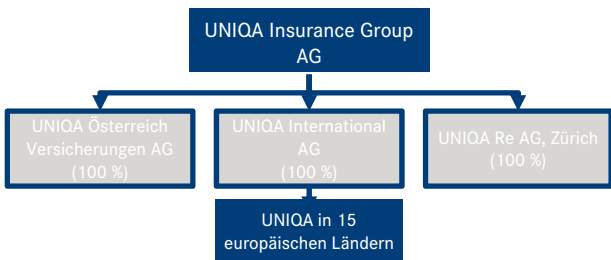 UNIQA Insurance Group
AG
UNIQA Österreich
Versicherungen AG
(100 %)
UNIQA International
AG
(100 %)
UNIQA Re AG, Zürich
(100 %)
UNIQA in 15
europäischen Ländern